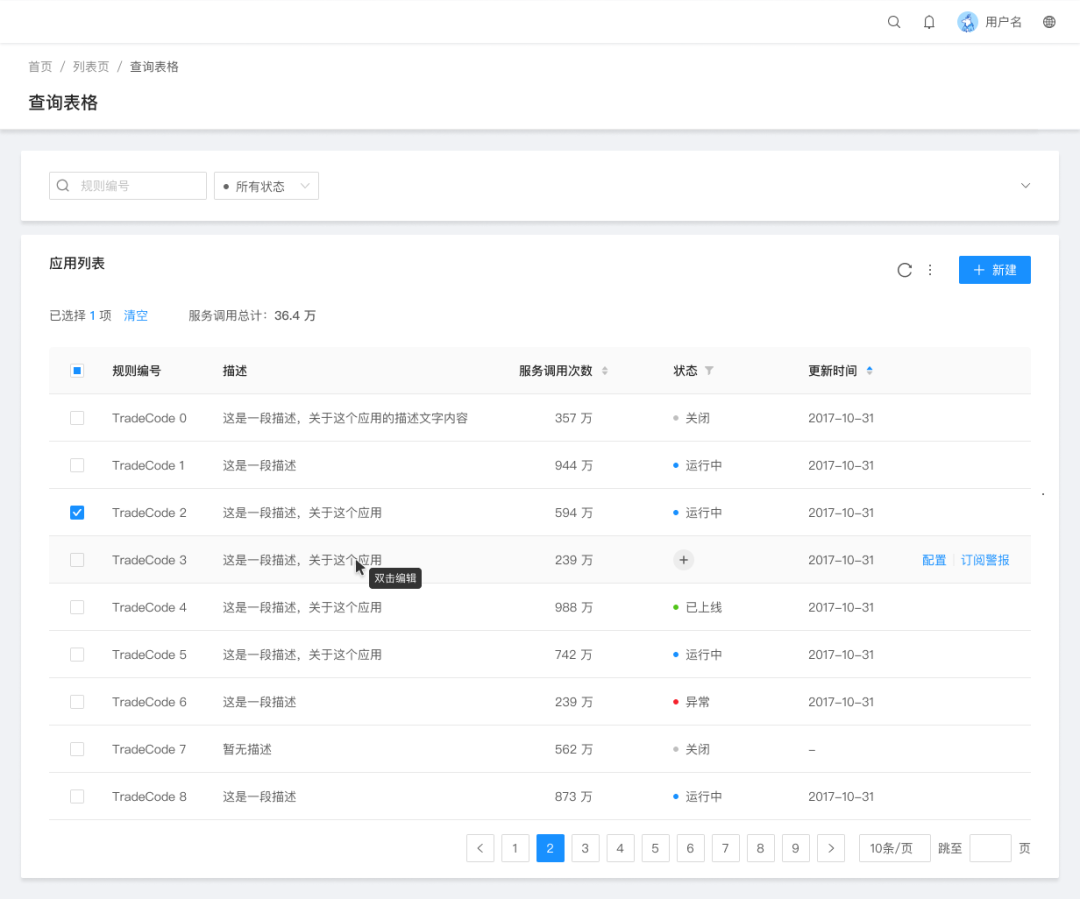 用户名
首页 / 列表页 / 查询表格
查询表格
规则编号
所有状态
应用列表
+ 新建
已选择 1 项 清空 服务调用总计：36.4 万
规则编号 描述 服务调用次数 状态 更新时间
TradeCode 0 这是一段描述，关于这个应用的描述文字内容 357 万 关闭 2017-10-31
TradeCode 1 这是一段描述 944 万 运行中 2017-10-31
TradeCode 2 这是一段描述，关于这个应用 594 万 运行中 2017-10-31
TradeCode 3 这是一段描述，关于这个应用 239 万 + 2017-10-31 配置 订阅警报
双击编辑
TradeCode 4 这是一段描述，关于这个应用 988 万 已上线 2017-10-31
TradeCode 5 这是一段描述，关于这个应用 742 万 运行中 2017-10-31
TradeCode 6 这是一段描述 239 万 异常 2017-10-31
TradeCode 7 暂无描述 562 万 关闭 -
TradeCode 8 这是一段描述 873 万 运行中 2017-10-31
< 1 2 3 4 5 6 7 8 9 > 10条/页 跳至 页